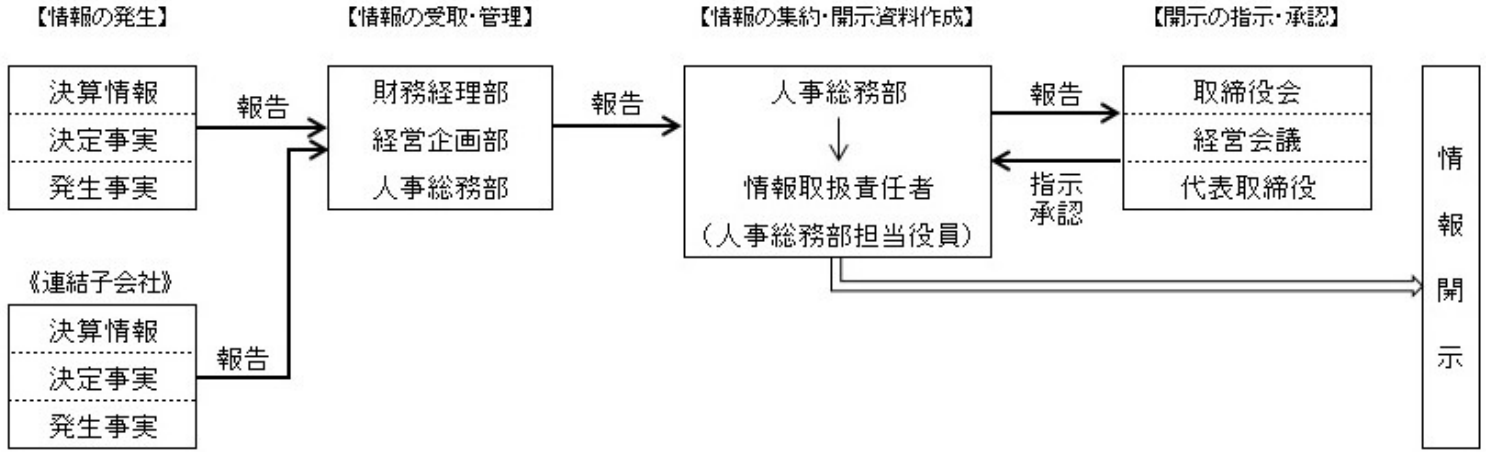 【情報の発生】
【情報の受取・管理】
【情報の集約・開示資料作成】
【開示の指示・承認】
決算情報
決定事実
発生事実
報告
財務経理部
経営企画部
人事総務部
報告
人事総務部
情報取扱責任者
（人事総務部担当役員）
報告
指示
承認
取締役会
経営会議
代表取締役
情報開示
《連結子会社》
決算情報
決定事実
発生事実
報告